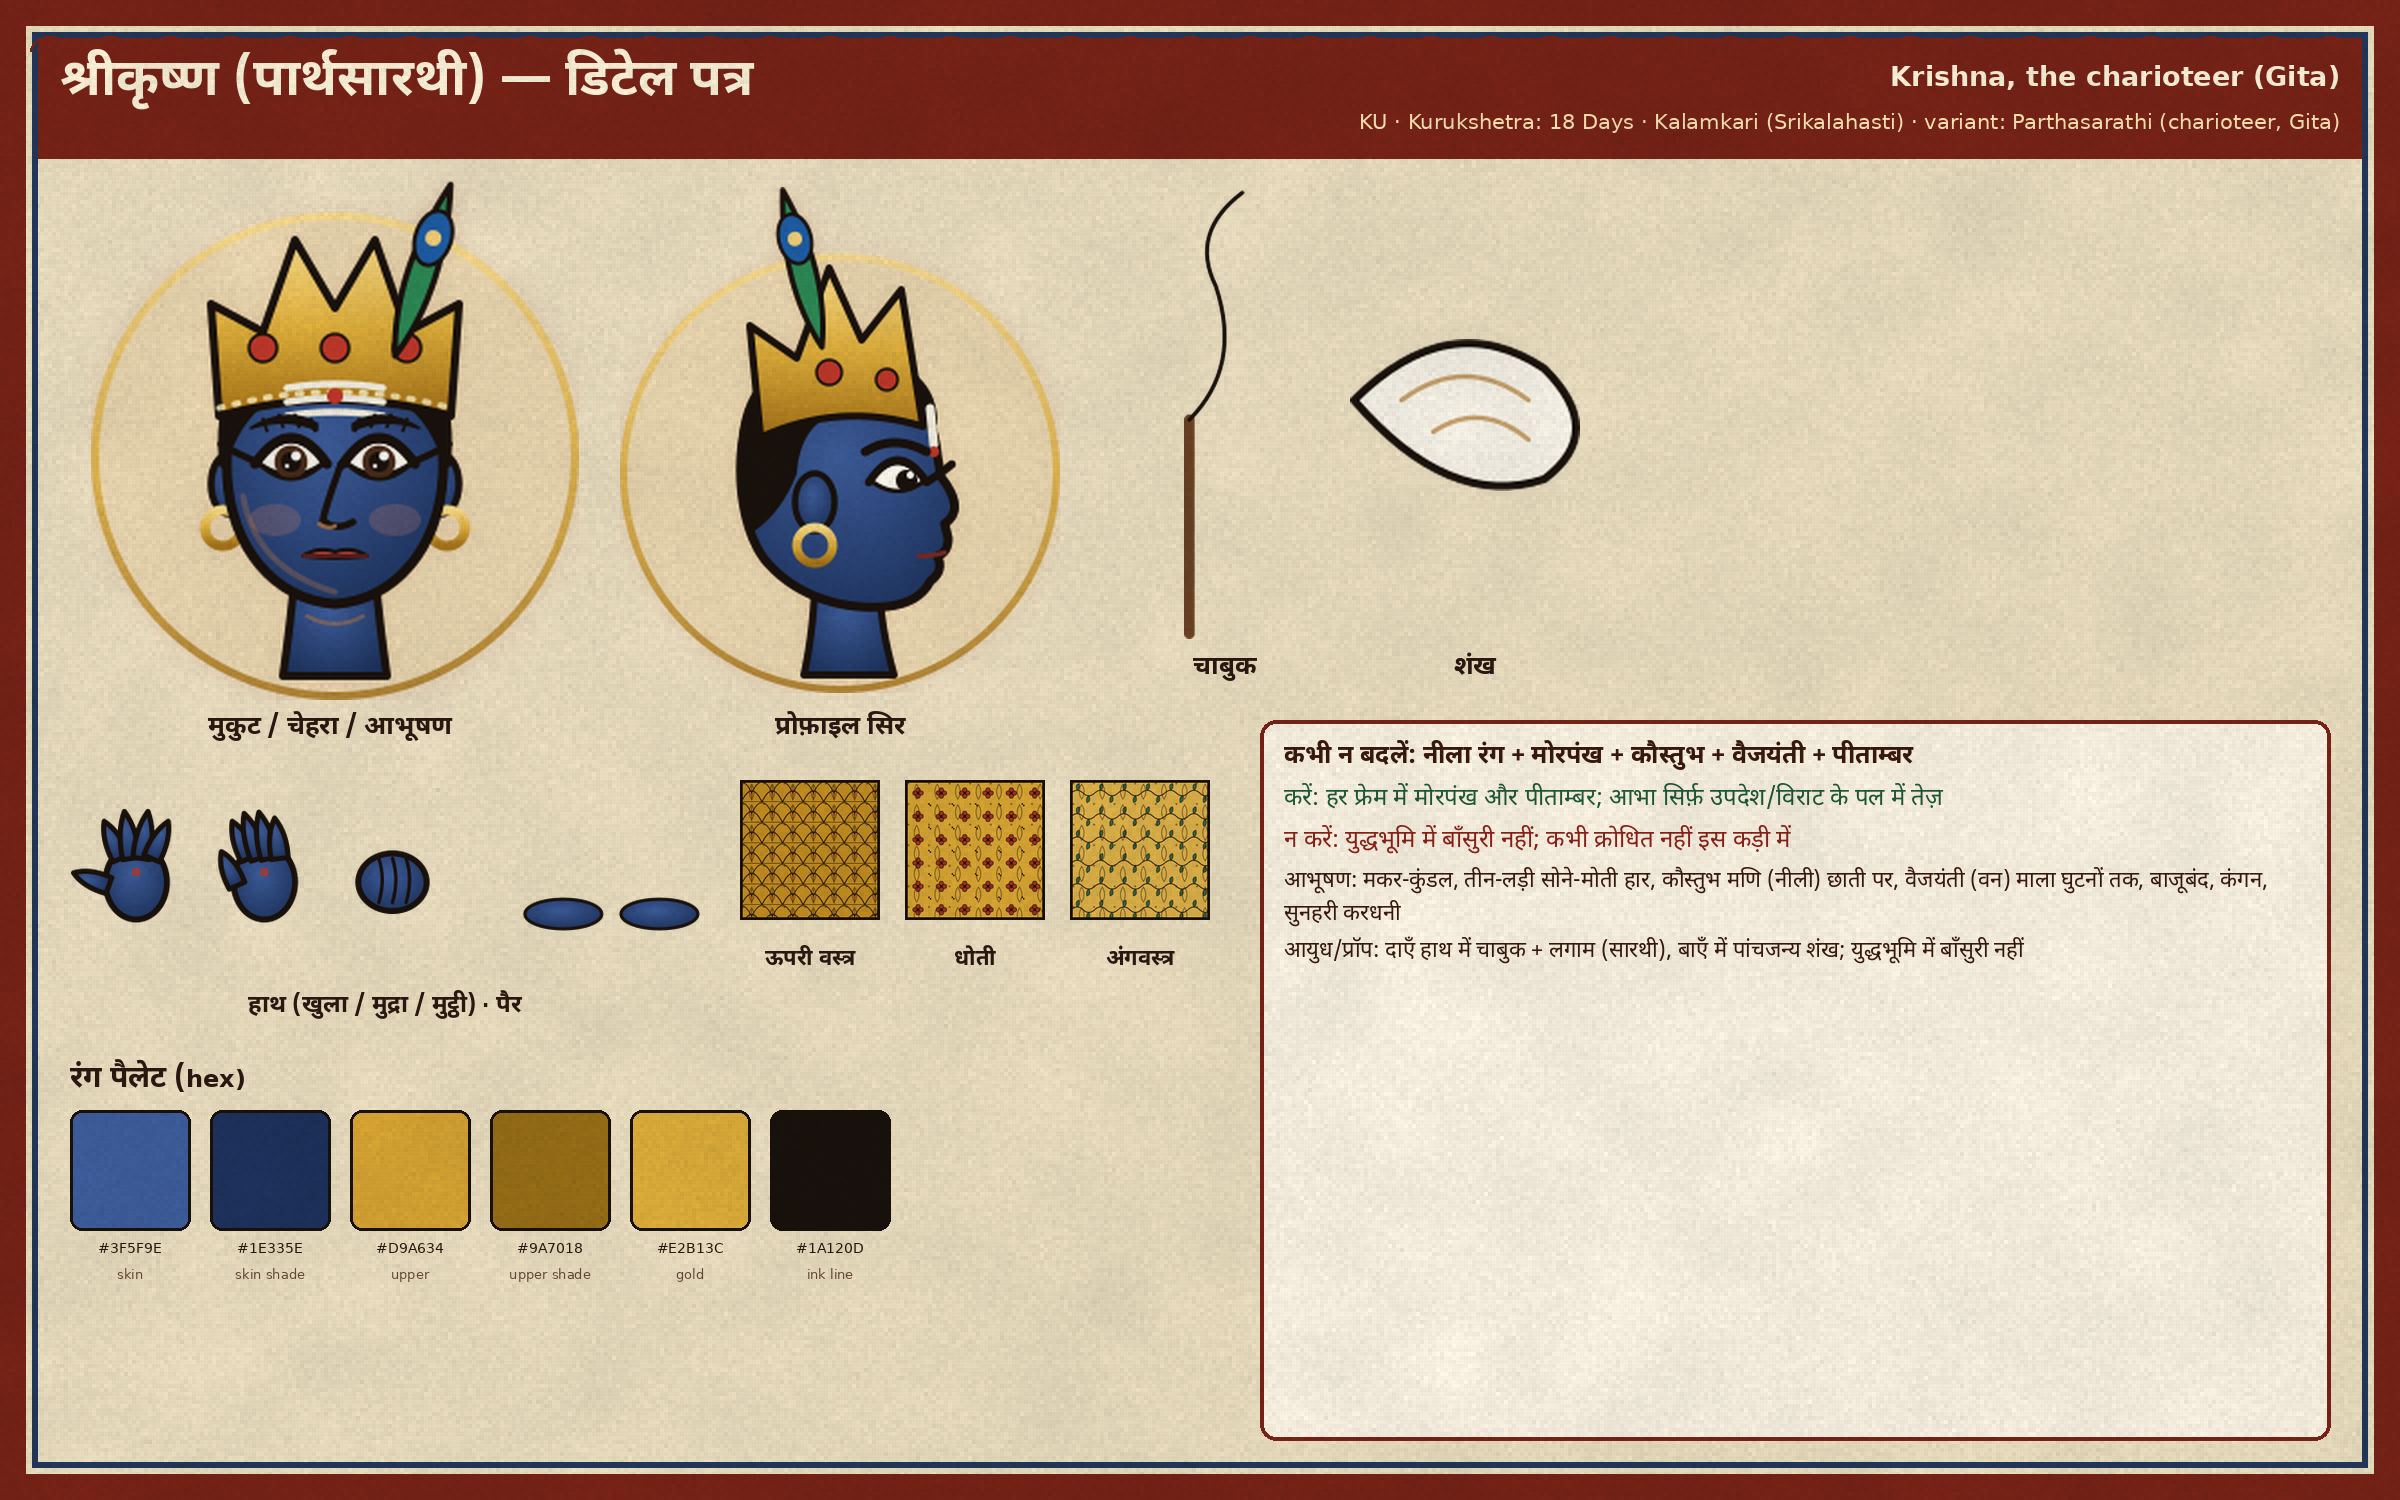 श्रीकृष्ण (पार्थसारथी) — डिटेल पत्र
Krishna, the charioteer (Gita)
KU · Kurukshetra: 18 Days · Kalamkari (Srikalahasti) · variant: Parthasarathi (charioteer, Gita)
चाबुक
शंख
मुकुट / चेहरा / आभूषण
प्रोफ़ाइल सिर
कभी न बदलें: नीला रंग + मोरपंख + कौस्तुभ + वैजयंती + पीताम्बर
करें: हर फ्रेम में मोरपंख और पीताम्बर; आभा सिर्फ़ उपदेश/विराट के पल में तेज़
न करें: युद्धभूमि में बाँसुरी नहीं; कभी क्रोधित नहीं इस कड़ी में
आभूषण: मकर-कुंडल, तीन-लड़ी सोने-मोती हार, कौस्तुभ मणि (नीली) छाती पर, वैजयंती (वन) माला घुटनों तक, बाजूबंद, कंगन,
सुनहरी करधनी
आयुध/प्रॉप: दाएँ हाथ में चाबुक + लगाम (सारथी), बाएँ में पांचजन्य शंख; युद्धभूमि में बाँसुरी नहीं
ऊपरी वस्त्र
धोती
अंगवस्त्र
हाथ (खुला / मुद्रा / मुट्ठी) · पैर
रंग पैलेट (hex)
#3F5F9E
#1E335E
#D9A634
#9A7018
#E2B13C
#1A120D
skin
skin shade
upper
upper shade
gold
ink line